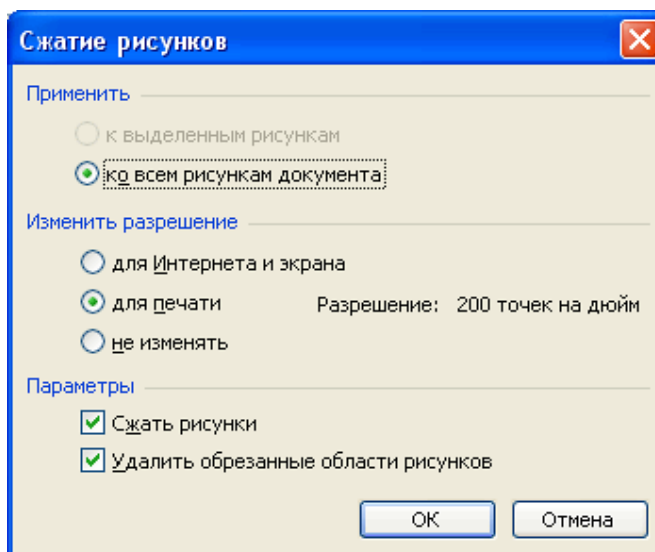 Сжатие рисунков
Применить
к выделенным рисункам
ко всем рисункам документа
Изменить разрешение
для Интернета и экрана
для печати Разрешение: 200 точек на дюйм
не изменять
Параметры
Сжать рисунки
Удалить обрезанные области рисунков
ОК Отмена